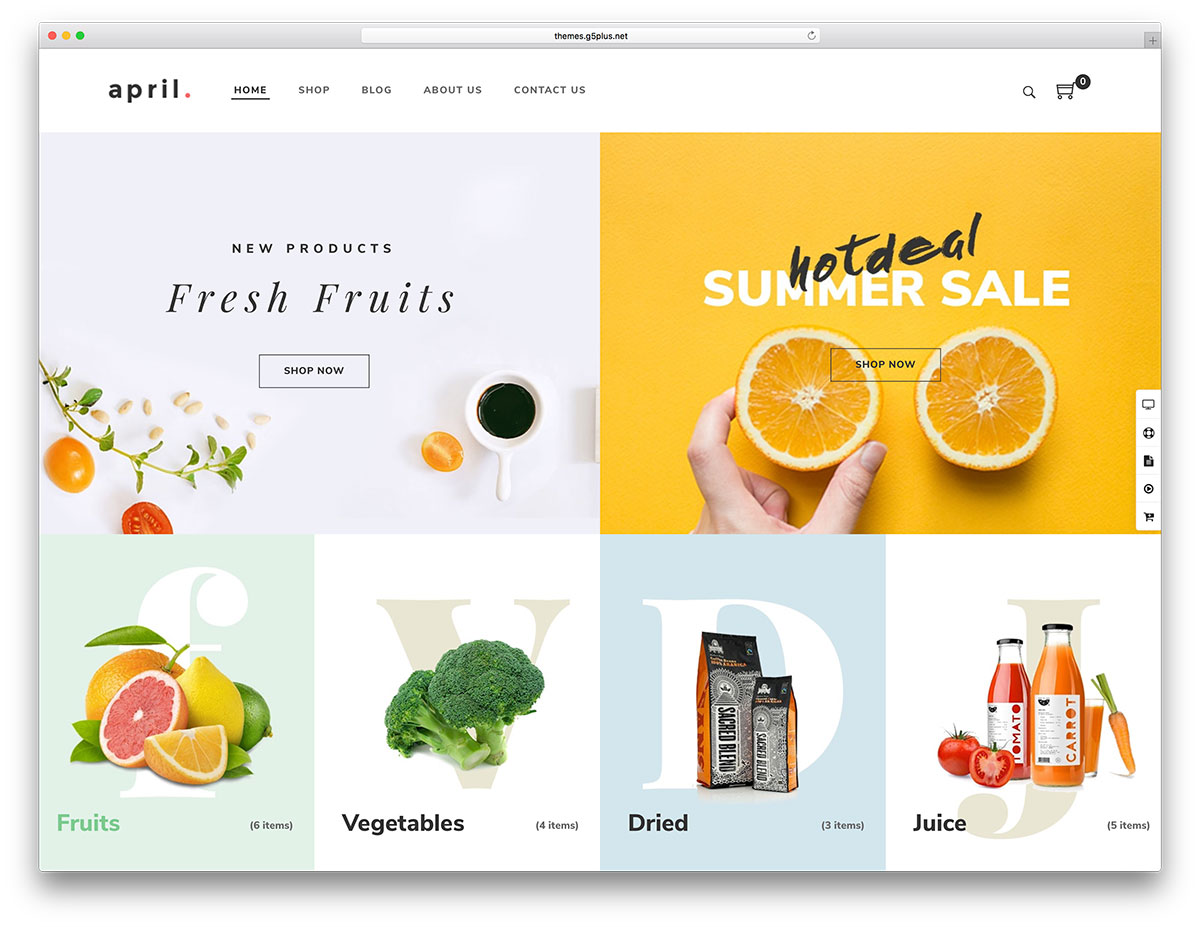 themes.g5plus.net
april.
HOME SHOP BLOG ABOUT US CONTACT US
0
NEW PRODUCTS
Fresh Fruits
SHOP NOW
hotdeal
SUMMER SALE
SHOP NOW
f
V
D
J
100% ARABICA
SACRED BLEND
SACRED BLEND
TOMATO
CARROT
Fruits
(6 items)
Vegetables
(4 items)
Dried
(3 items)
Juice
(5 items)